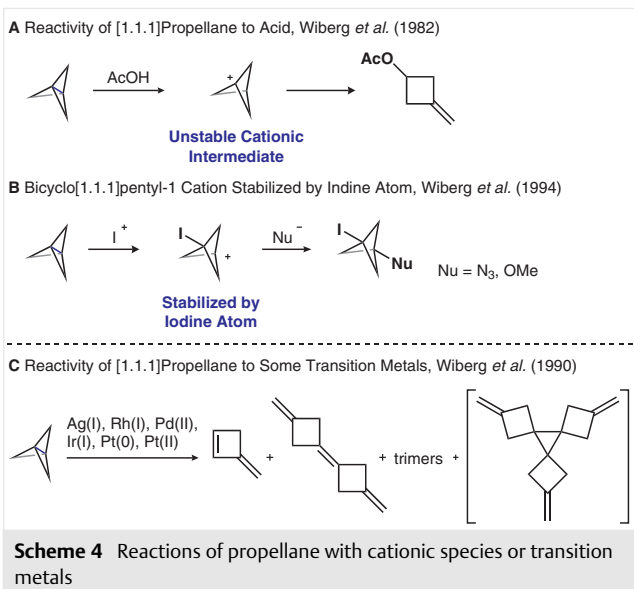 A Reactivity of [1.1.1]Propellane to Acid, Wiberg et al. (1982)
AcOH
+
AcO
Unstable Cationic
Intermediate
B Bicyclo[1.1.1]pentyl-1 Cation Stabilized by Indine Atom, Wiberg et al. (1994)
I+
I
+
Nu-
I
Nu
Nu = N3, OMe
Stabilized by
Iodine Atom
C Reactivity of [1.1.1]Propellane to Some Transition Metals, Wiberg et al. (1990)
Ag(I), Rh(I), Pd(II),
Ir(I), Pt(0), Pt(II)
+
+ trimers +
Scheme 4 Reactions of propellane with cationic species or transition
metals